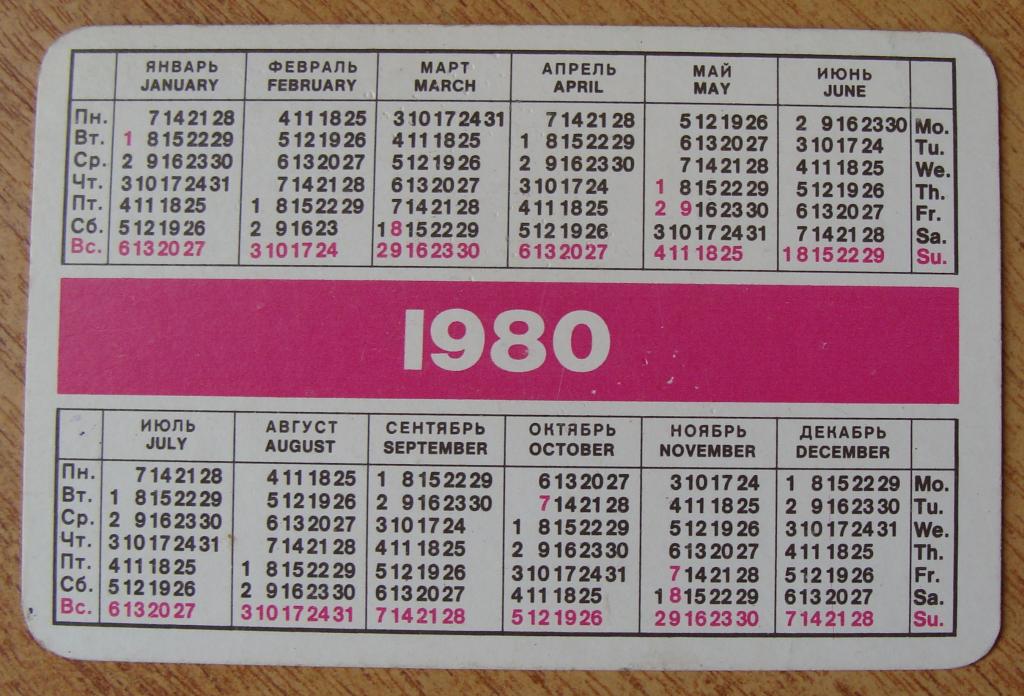 ЯНВАРЬ ФЕВРАЛЬ МАРТ АПРЕЛЬ МАЙ ИЮНЬ
JANUARY FEBRUARY MARCH APRIL MAY JUNE
Пн. 7 14 21 28 4 11 18 25 3 10 17 24 31 7 14 21 28 5 12 19 26 2 9 16 23 30 Mo.
Вт. 1 8 15 22 29 5 12 19 26 4 11 18 25 1 8 15 22 29 6 13 20 27 3 10 17 24 Tu.
Ср. 2 9 16 23 30 6 13 20 27 5 12 19 26 2 9 16 23 30 7 14 21 28 4 11 18 25 We.
Чт. 3 10 17 24 31 7 14 21 28 6 13 20 27 3 10 17 24 1 8 15 22 29 5 12 19 26 Th.
Пт. 4 11 18 25 1 8 15 22 29 7 14 21 28 4 11 18 25 2 9 16 23 30 6 13 20 27 Fr.
Сб. 5 12 19 26 2 9 16 23 1 8 15 22 29 5 12 19 26 3 10 17 24 31 7 14 21 28 Sa.
Вс. 6 13 20 27 3 10 17 24 2 9 16 23 30 6 13 20 27 4 11 18 25 1 8 15 22 29 Su.
1980
ИЮЛЬ АВГУСТ СЕНТЯБРЬ ОКТЯБРЬ НОЯБРЬ ДЕКАБРЬ
JULY AUGUST SEPTEMBER OCTOBER NOVEMBER DECEMBER
Пн. 7 14 21 28 4 11 18 25 1 8 15 22 29 6 13 20 27 3 10 17 24 1 8 15 22 29 Mo.
Вт. 1 8 15 22 29 5 12 19 26 2 9 16 23 30 7 14 21 28 4 11 18 25 2 9 16 23 30 Tu.
Ср. 2 9 16 23 30 6 13 20 27 3 10 17 24 1 8 15 22 29 5 12 19 26 3 10 17 24 31 We.
Чт. 3 10 17 24 31 7 14 21 28 4 11 18 25 2 9 16 23 30 6 13 20 27 4 11 18 25 Th.
Пт. 4 11 18 25 1 8 15 22 29 5 12 19 26 3 10 17 24 31 7 14 21 28 5 12 19 26 Fr.
Сб. 5 12 19 26 2 9 16 23 30 6 13 20 27 4 11 18 25 1 8 15 22 29 6 13 20 27 Sa.
Вс. 6 13 20 27 3 10 17 24 31 7 14 21 28 5 12 19 26 2 9 16 23 30 7 14 21 28 Su.